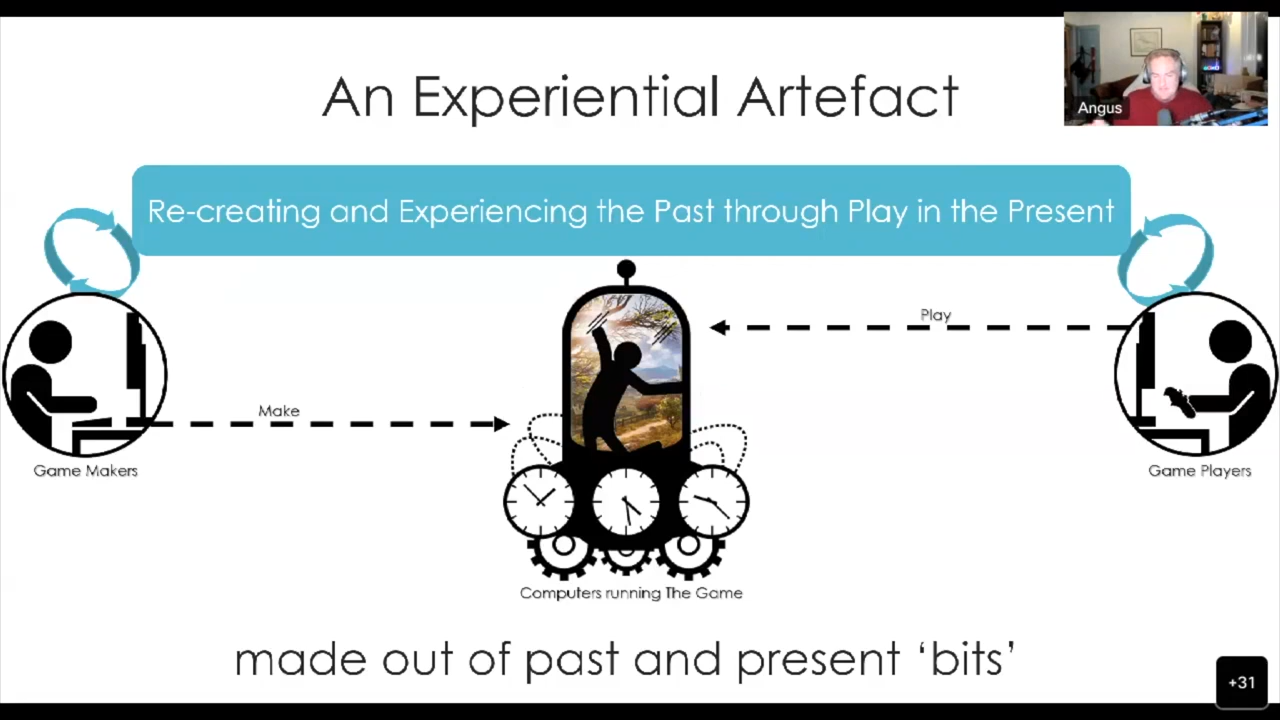 An Experiential Artefact
Angus
Re-creating and Experiencing the Past through Play in the Present
Play
Make
Game Makers
Game Players
Computers running The Game
made out of past and present ‘bits’
+31